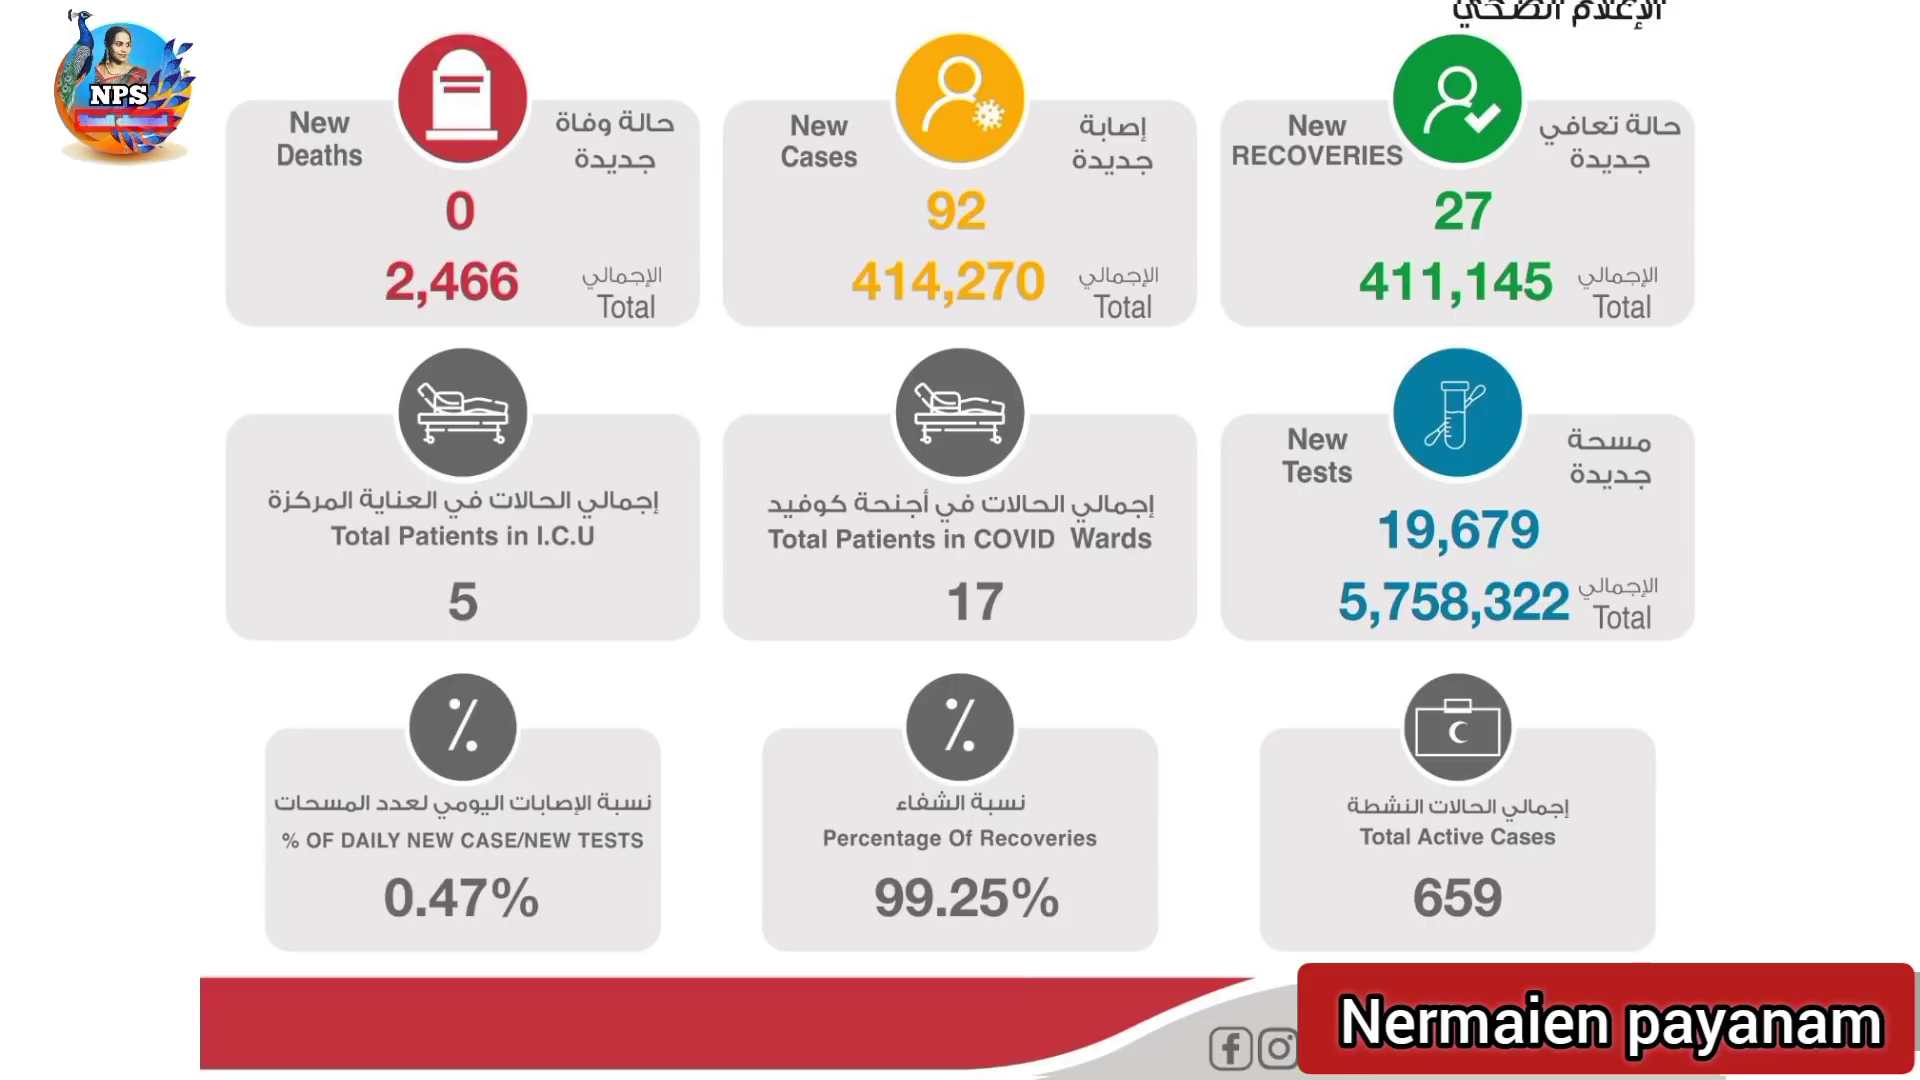 الإعلام الصحي
NPS
New
Deaths
حالة وفاة
جديدة
0
2,466
الإجمالي
Total
New
Cases
إصابة
جديدة
92
414,270
الإجمالي
Total
New
RECOVERIES
حالة تعافي
جديدة
27
411,145
الإجمالي
Total
إجمالي الحالات في العناية المركزة
Total Patients in I.C.U
5
إجمالي الحالات في أجنحة كوفيد
Total Patients in COVID Wards
17
New
Tests
مسحة
جديدة
19,679
5,758,322
الإجمالي
Total
نسبة الإصابات اليومي لعدد المسحات
% OF DAILY NEW CASE/NEW TESTS
0.47%
نسبة الشفاء
Percentage Of Recoveries
99.25%
إجمالي الحالات النشطة
Total Active Cases
659
Nermaien payanam